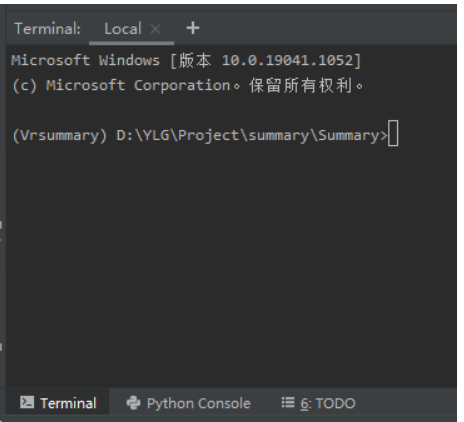 Terminal: Local × +
Microsoft Windows [版本 10.0.19041.1052]
(c) Microsoft Corporation。保留所有权利。
(Vrsummary) D:\YLG\Project\summary\Summary>
Terminal Python Console 6: TODO